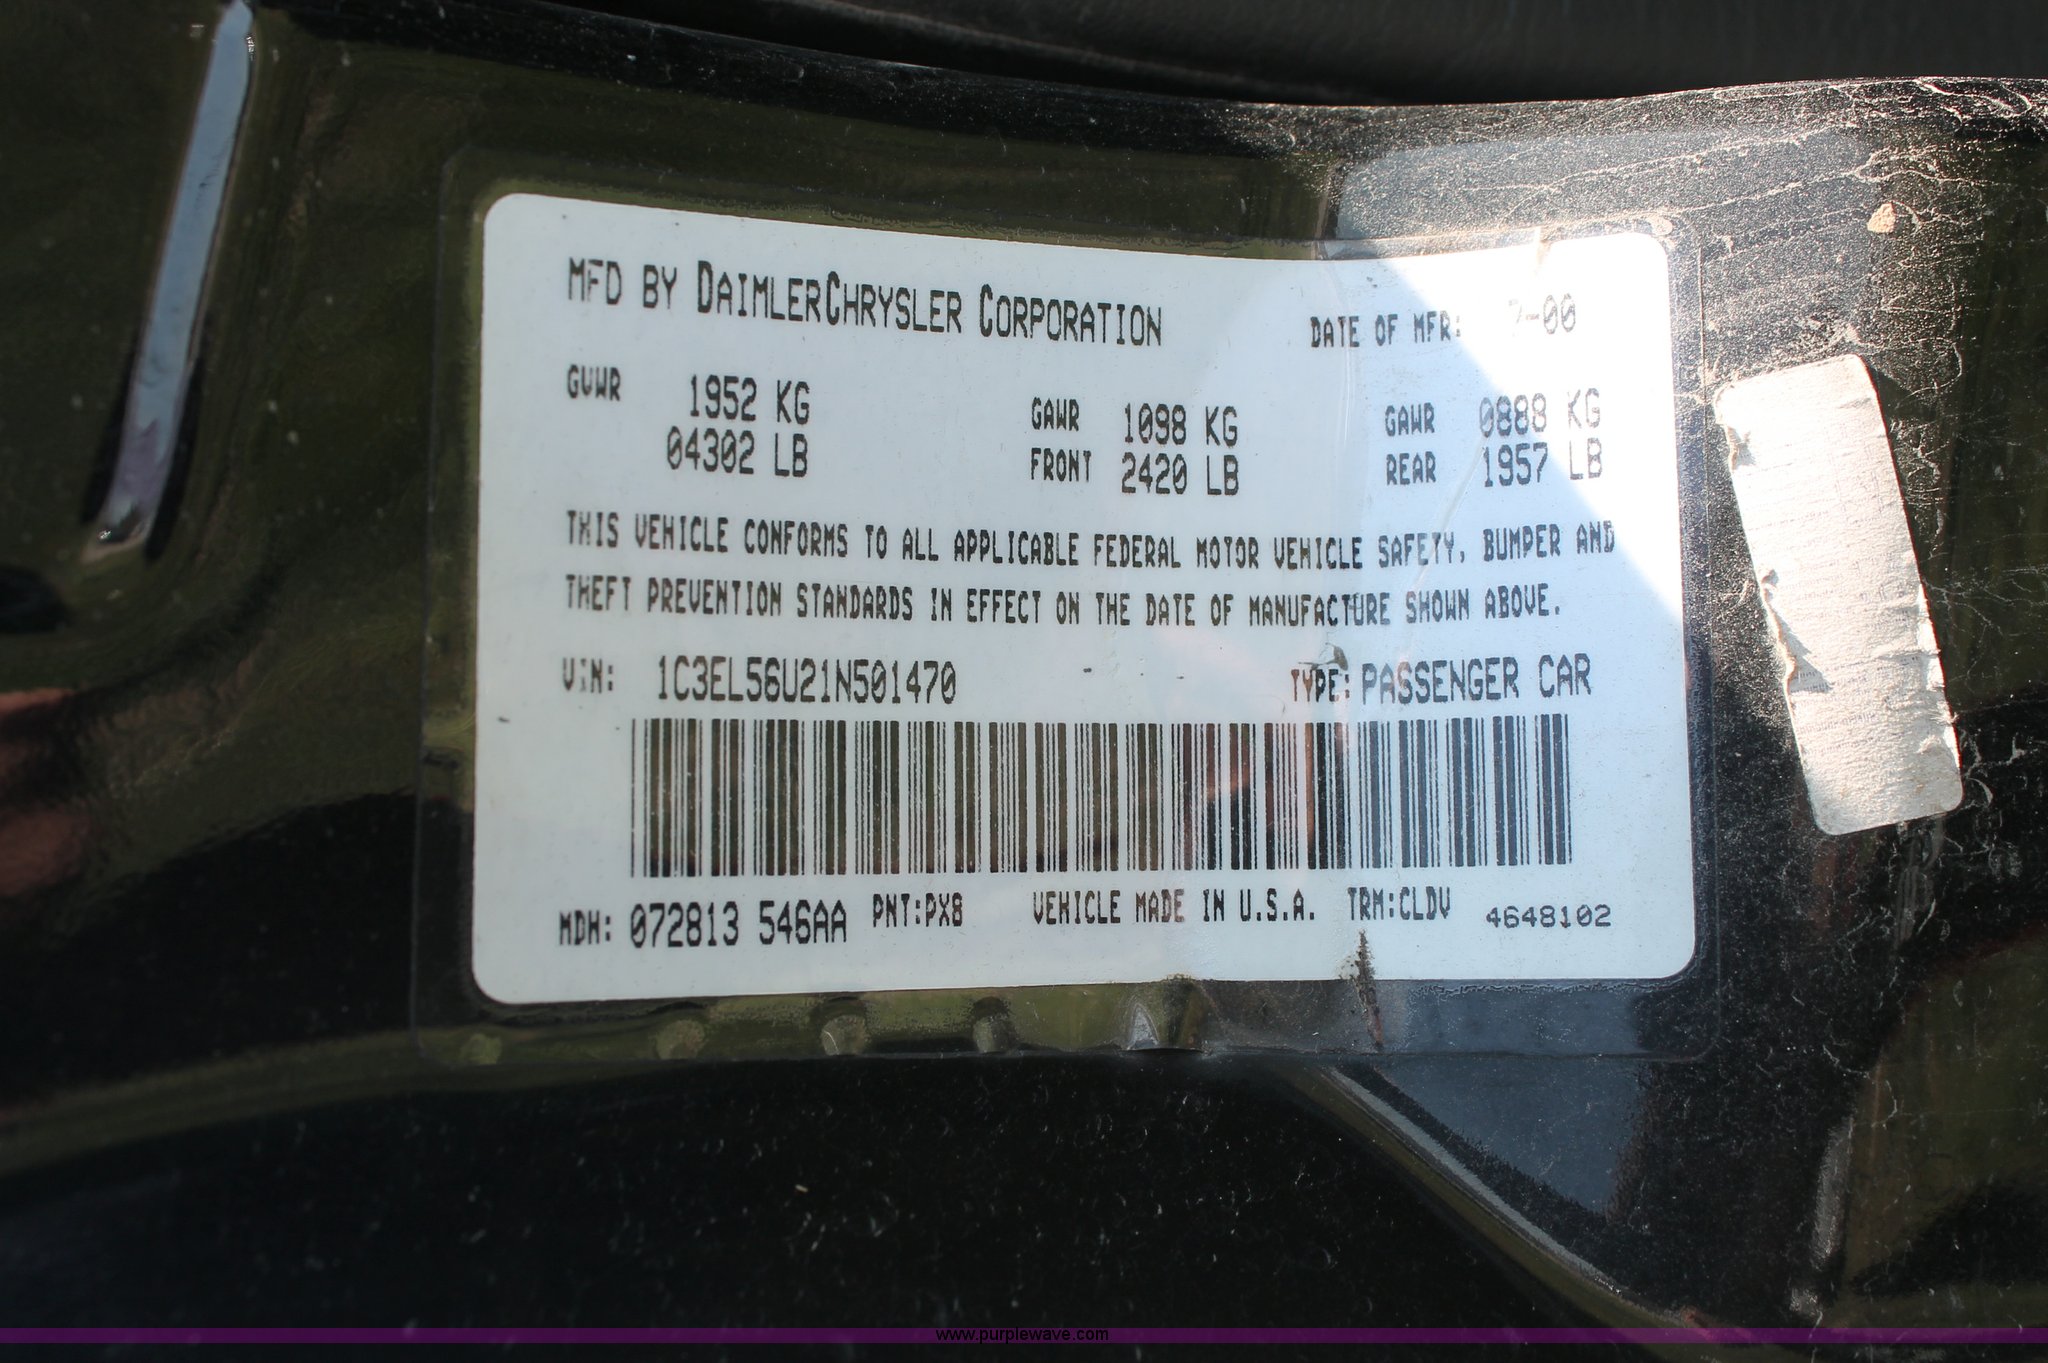 MFD BY DAIMLERCHRYSLER CORPORATION DATE OF MFR: 7-00
GVWR 1952 KG GAWR 1098 KG GAWR 0888 KG
04302 LB FRONT 2420 LB REAR 1957 LB
THIS VEHICLE CONFORMS TO ALL APPLICABLE FEDERAL MOTOR VEHICLE SAFETY, BUMPER AND
THEFT PREVENTION STANDARDS IN EFFECT ON THE DATE OF MANUFACTURE SHOWN ABOVE.
VIN: 1C3EL56U21N501470 - TYPE: PASSENGER CAR
MDH: 072813 546AA PNT:PX8 VEHICLE MADE IN U.S.A. TRM:CLDV 4648102
www.purplewave.com